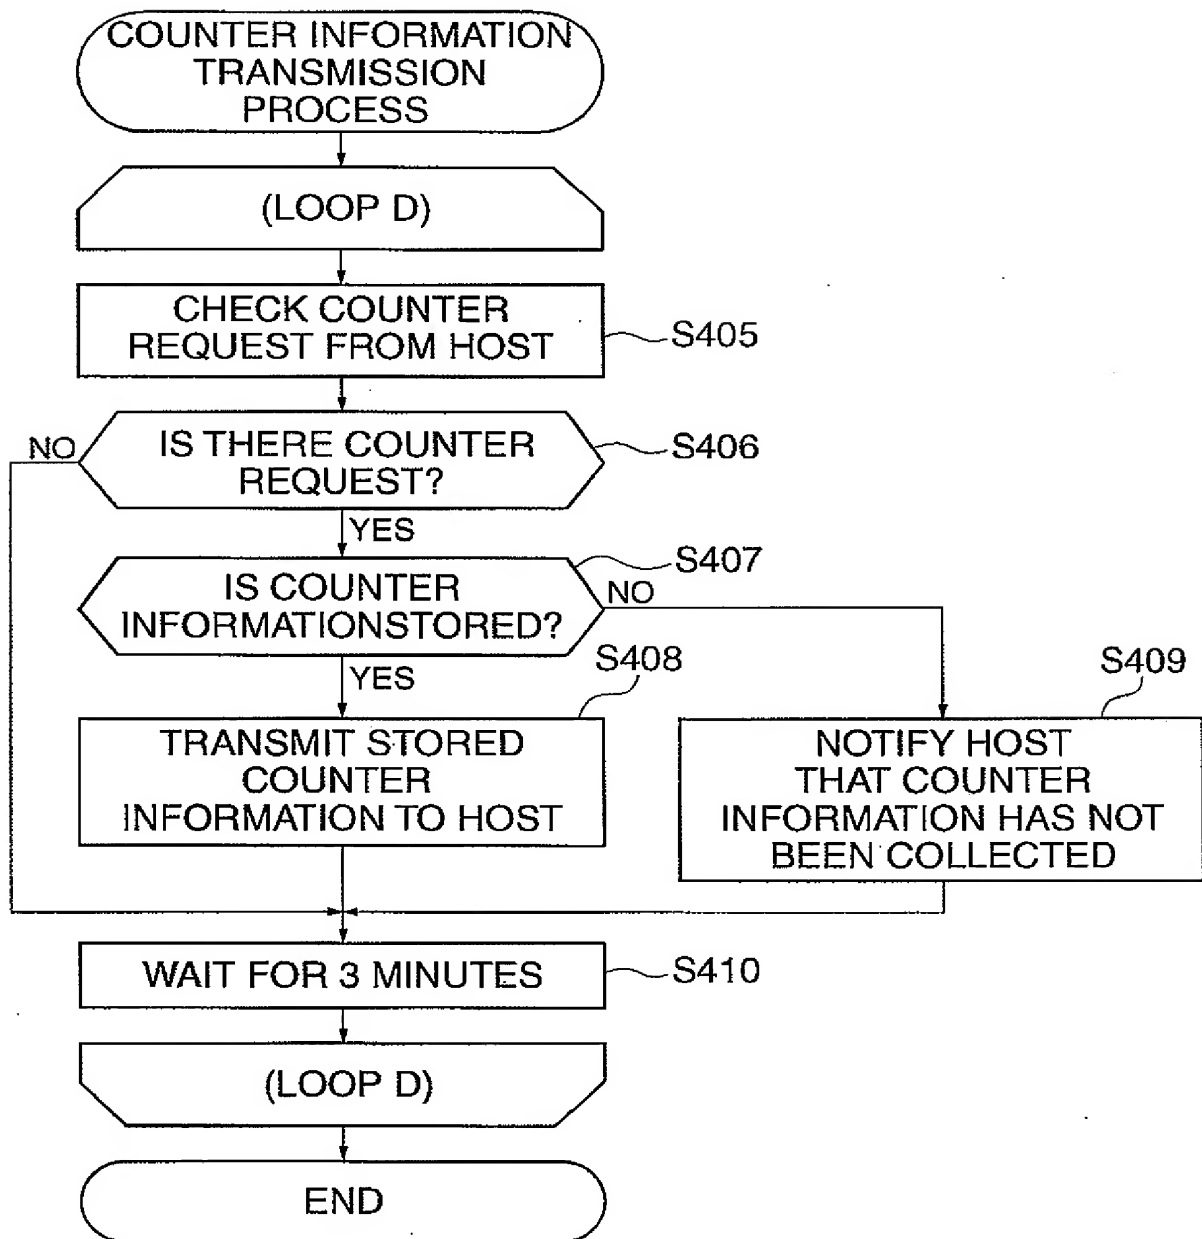 COUNTER INFORMATION
TRANSMISSION
PROCESS
(LOOP D)
CHECK COUNTER
REQUEST FROM HOST
S405
NO
IS THERE COUNTER
REQUEST?
S406
YES
IS COUNTER
INFORMATIONSTORED?
S407
NO
YES
S408
TRANSMIT STORED
COUNTER
INFORMATION TO HOST
S409
NOTIFY HOST
THAT COUNTER
INFORMATION HAS NOT
BEEN COLLECTED
WAIT FOR 3 MINUTES
S410
(LOOP D)
END